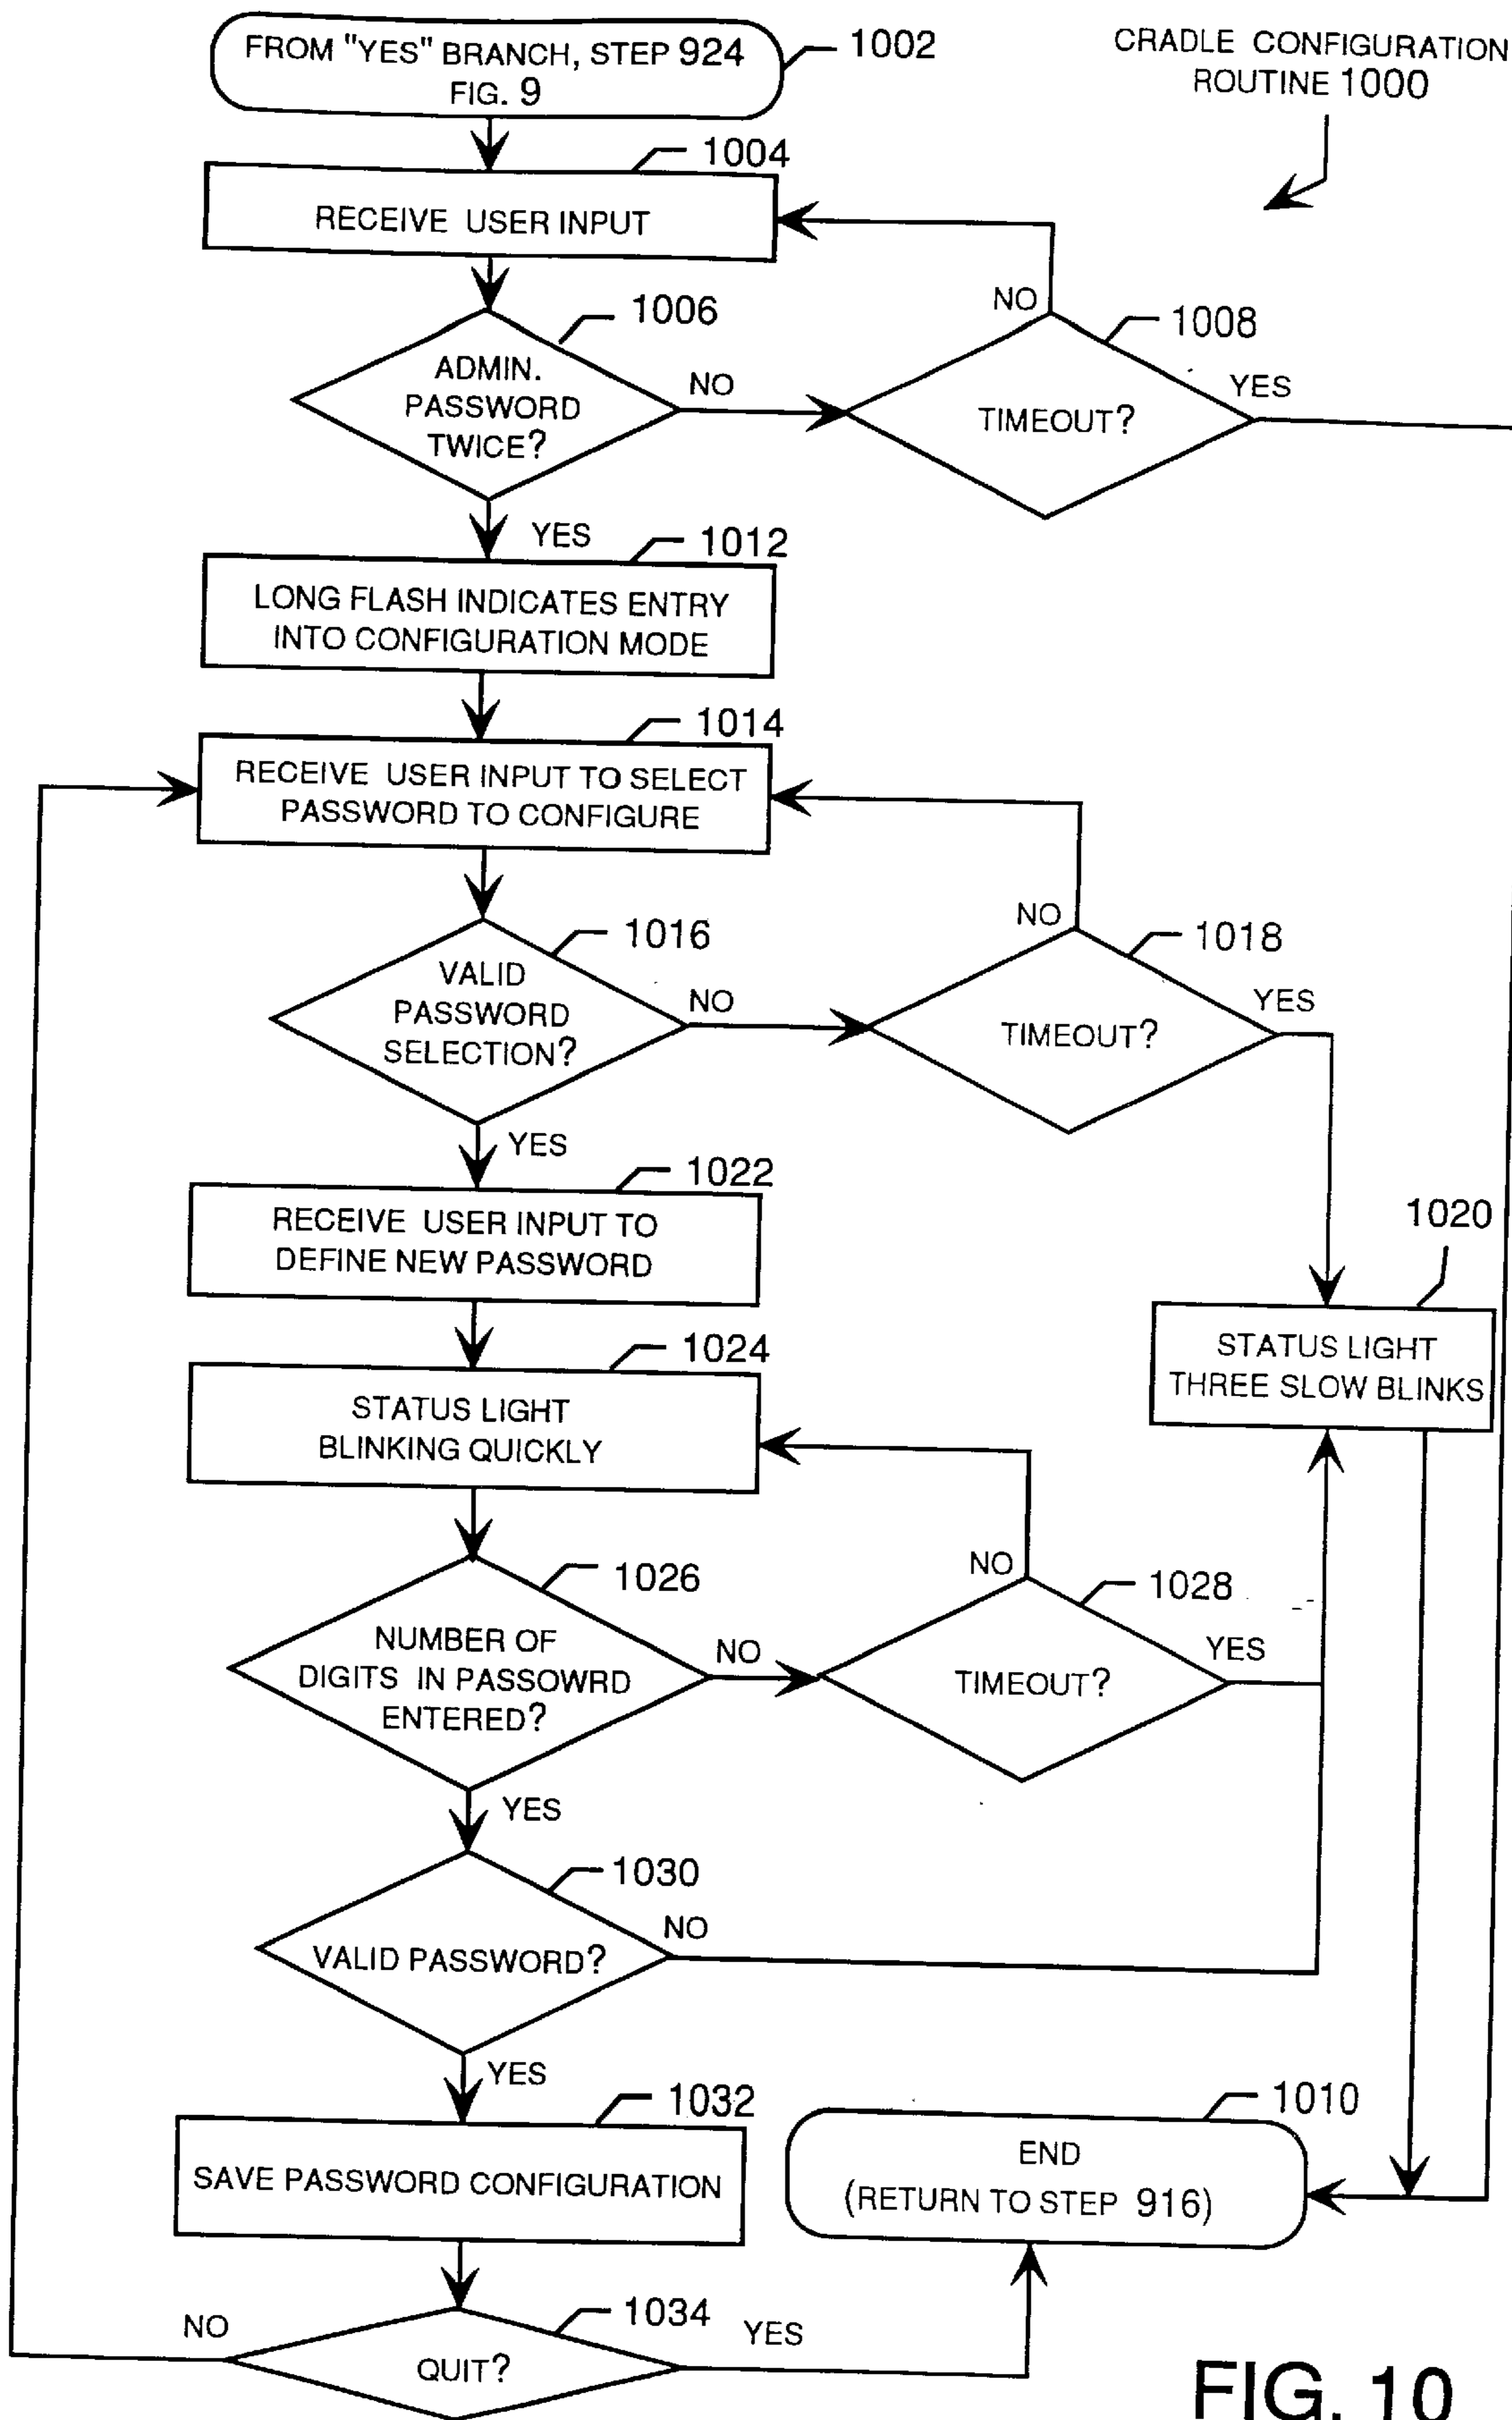 FROM "YES" BRANCH, STEP 924
FIG. 9
1002
CRADLE CONFIGURATION
ROUTINE 1000
1004
RECEIVE USER INPUT
1006
ADMIN.
PASSWORD
TWICE?
NO
NO
1008
TIMEOUT?
YES
YES
1012
LONG FLASH INDICATES ENTRY
INTO CONFIGURATION MODE
1014
RECEIVE USER INPUT TO SELECT
PASSWORD TO CONFIGURE
1016
VALID
PASSWORD
SELECTION?
NO
NO
1018
TIMEOUT?
YES
YES
1022
RECEIVE USER INPUT TO
DEFINE NEW PASSWORD
1020
STATUS LIGHT
THREE SLOW BLINKS
1024
STATUS LIGHT
BLINKING QUICKLY
1026
NUMBER OF
DIGITS IN PASSOWRD
ENTERED?
NO
NO
1028
TIMEOUT?
YES
YES
1030
VALID PASSWORD?
NO
YES
1032
SAVE PASSWORD CONFIGURATION
1010
END
(RETURN TO STEP 916)
1034
NO
QUIT?
YES
FIG. 10